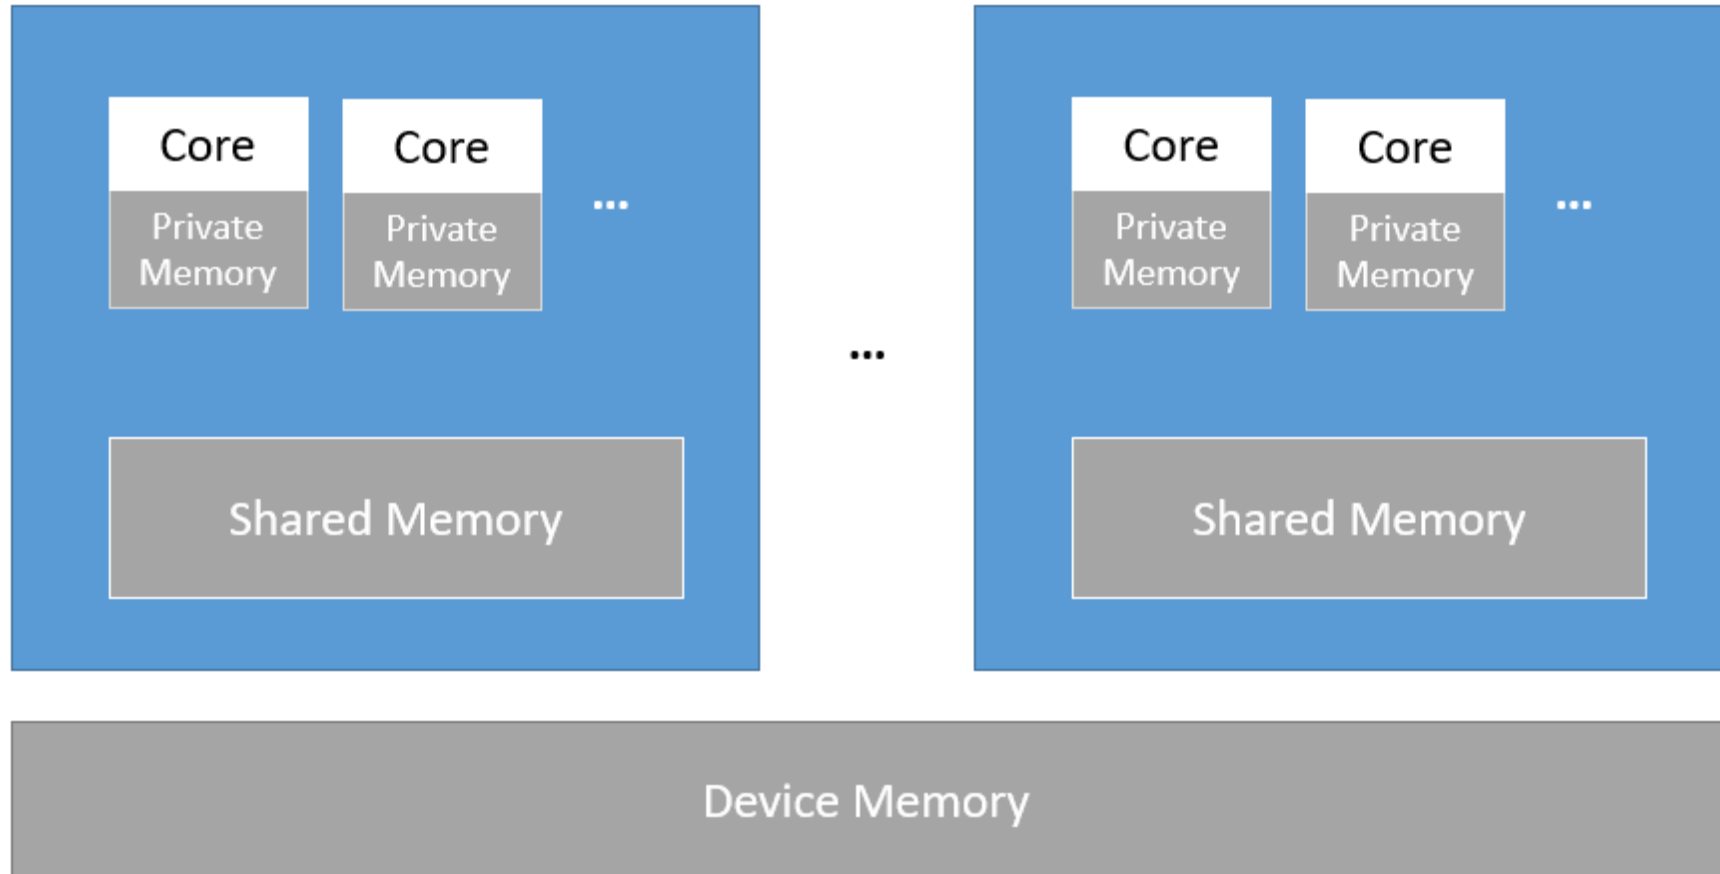 Core
Private
Memory
Core
Private
Memory
...
Shared Memory
...
Core
Private
Memory
Core
Private
Memory
...
Shared Memory
Device Memory